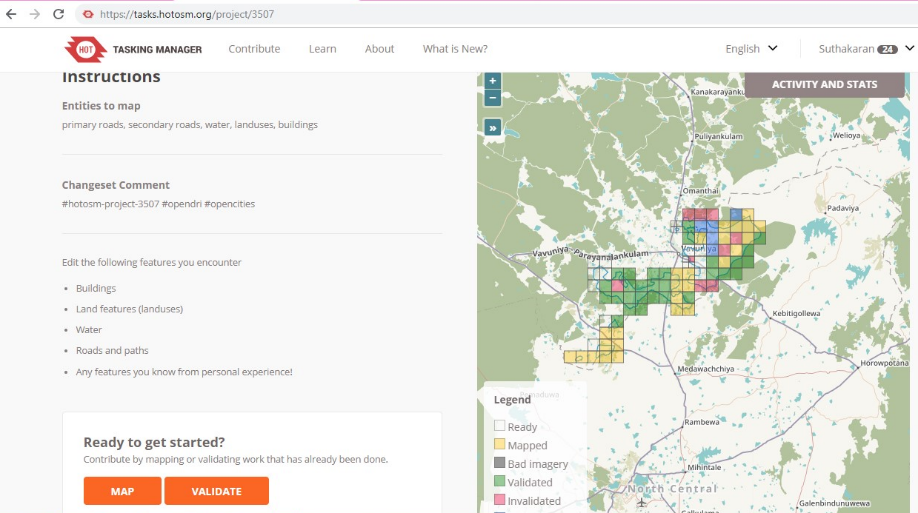 https://tasks.hotosm.org/project/3507
HOT TASKING MANAGER Contribute Learn About What is New? English Suthakaran 24
Instructions
Entities to map
primary roads, secondary roads, water, landuses, buildings
Changeset Comment
#hotosm-project-3507 #opendri #opencities
Edit the following features you encounter
• Buildings
• Land features (landuses)
• Water
• Roads and paths
• Any features you know from personal experience!
Ready to get started?
Contribute by mapping or validating work that has already been done.
MAP VALIDATE
+
−
»
ACTIVITY AND STATS
Kanakarayanku
Puliyankulam
Welioya
Omanthai
Padaviya
Vavuniya
Vavuniya - Parayanalankulam
Kebitigollewa
Medawachchiya
Horowpotana
Rambewa
Mihintale
North Central
Galenbindunuwewa
Legend
Ready
Mapped
Bad imagery
Validated
Invalidated